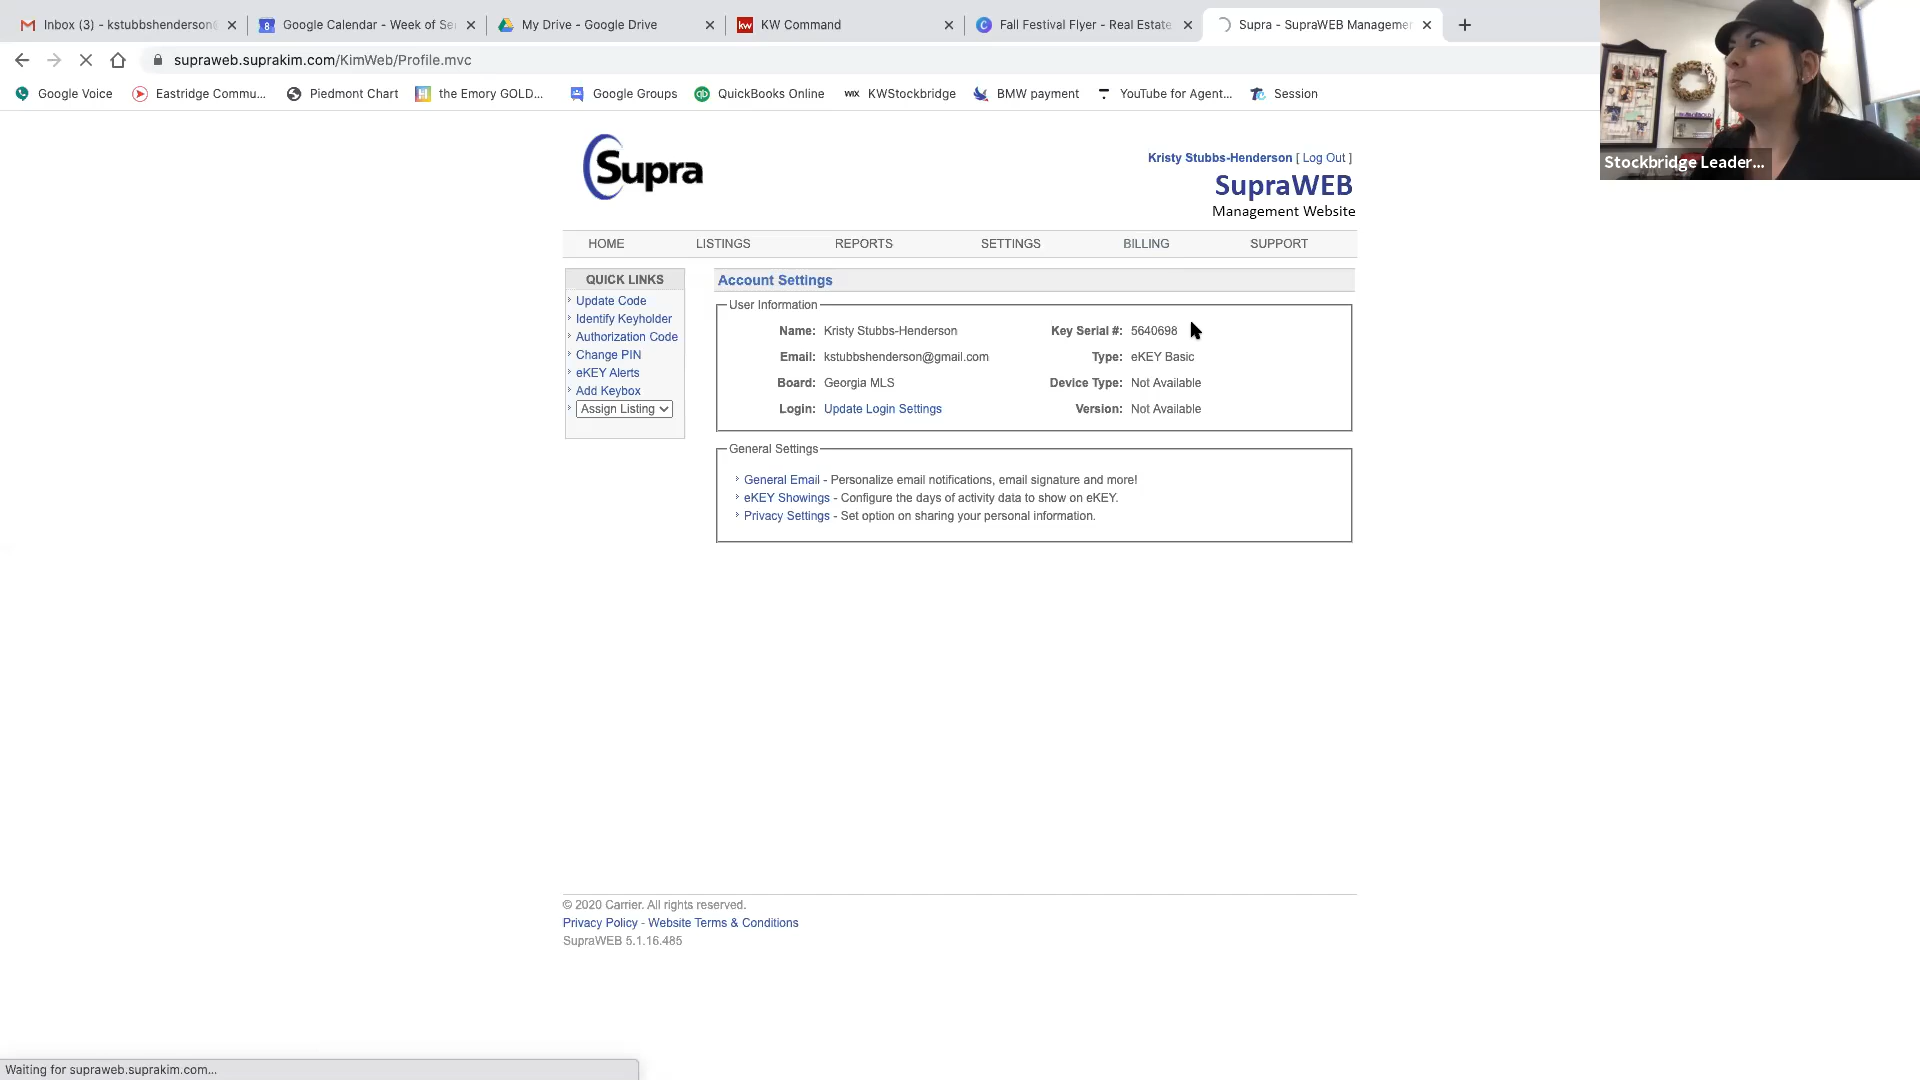 Inbox (3) - kstubbshenderson@
Google Calendar - Week of Se
My Drive - Google Drive
KW Command
Fall Festival Flyer - Real Estate
Supra - SupraWEB Managemen
supraweb.suprakim.com/KimWeb/Profile.mvc
Google Voice
Eastridge Commu...
Piedmont Chart
the Emory GOLD...
Google Groups
QuickBooks Online
WIX KWStockbridge
BMW payment
YouTube for Agent...
Session
Stockbridge Leader...
Supra
Kristy Stubbs-Henderson [ Log Out ]
SupraWEB
Management Website
HOME LISTINGS REPORTS SETTINGS BILLING SUPPORT
QUICK LINKS
Update Code
Identify Keyholder
Authorization Code
Change PIN
eKEY Alerts
Add Keybox
Assign Listing
Account Settings
User Information
Name: Kristy Stubbs-Henderson Key Serial #: 5640698
Email: kstubbshenderson@gmail.com Type: eKEY Basic
Board: Georgia MLS Device Type: Not Available
Login: Update Login Settings Version: Not Available
General Settings
General Email - Personalize email notifications, email signature and more!
eKEY Showings - Configure the days of activity data to show on eKEY.
Privacy Settings - Set option on sharing your personal information.
© 2020 Carrier. All rights reserved.
Privacy Policy - Website Terms & Conditions
SupraWEB 5.1.16.485
Waiting for supraweb.suprakim.com...